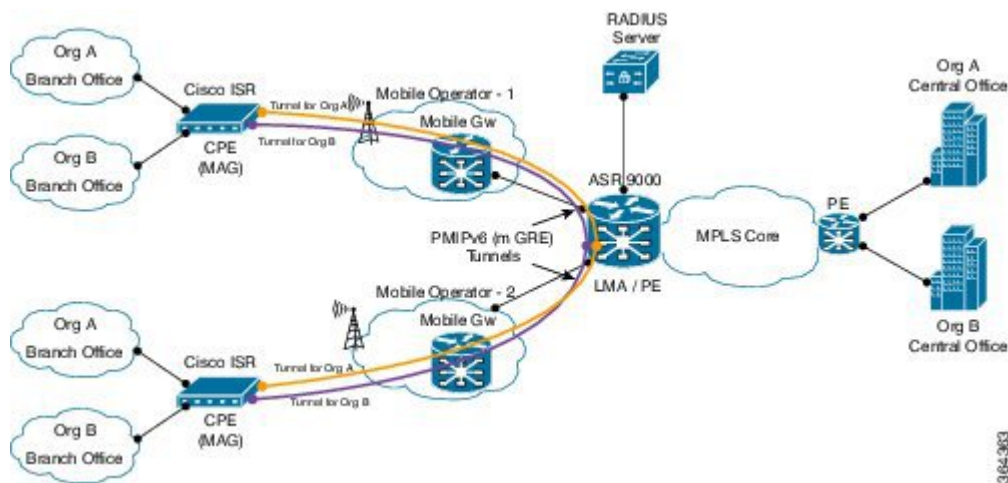 RADIUS
Server
Org A
Branch Office
Cisco ISR
Tunnel for Org A
Tunnel for Org B
CPE
(MAG)
Org B
Branch Office
Mobile Operator - 1
Mobile Gw
ASR 9000
Org A
Central Office
PE
MPLS Core
PMIPv6 (m GRE)
Tunnels
LMA / PE
Mobile Operator - 2
Mobile Gw
Org A
Branch Office
Cisco ISR
Tunnel for Org A
Tunnel for Org B
CPE
(MAG)
Org B
Branch Office
Org B
Central Office
364363